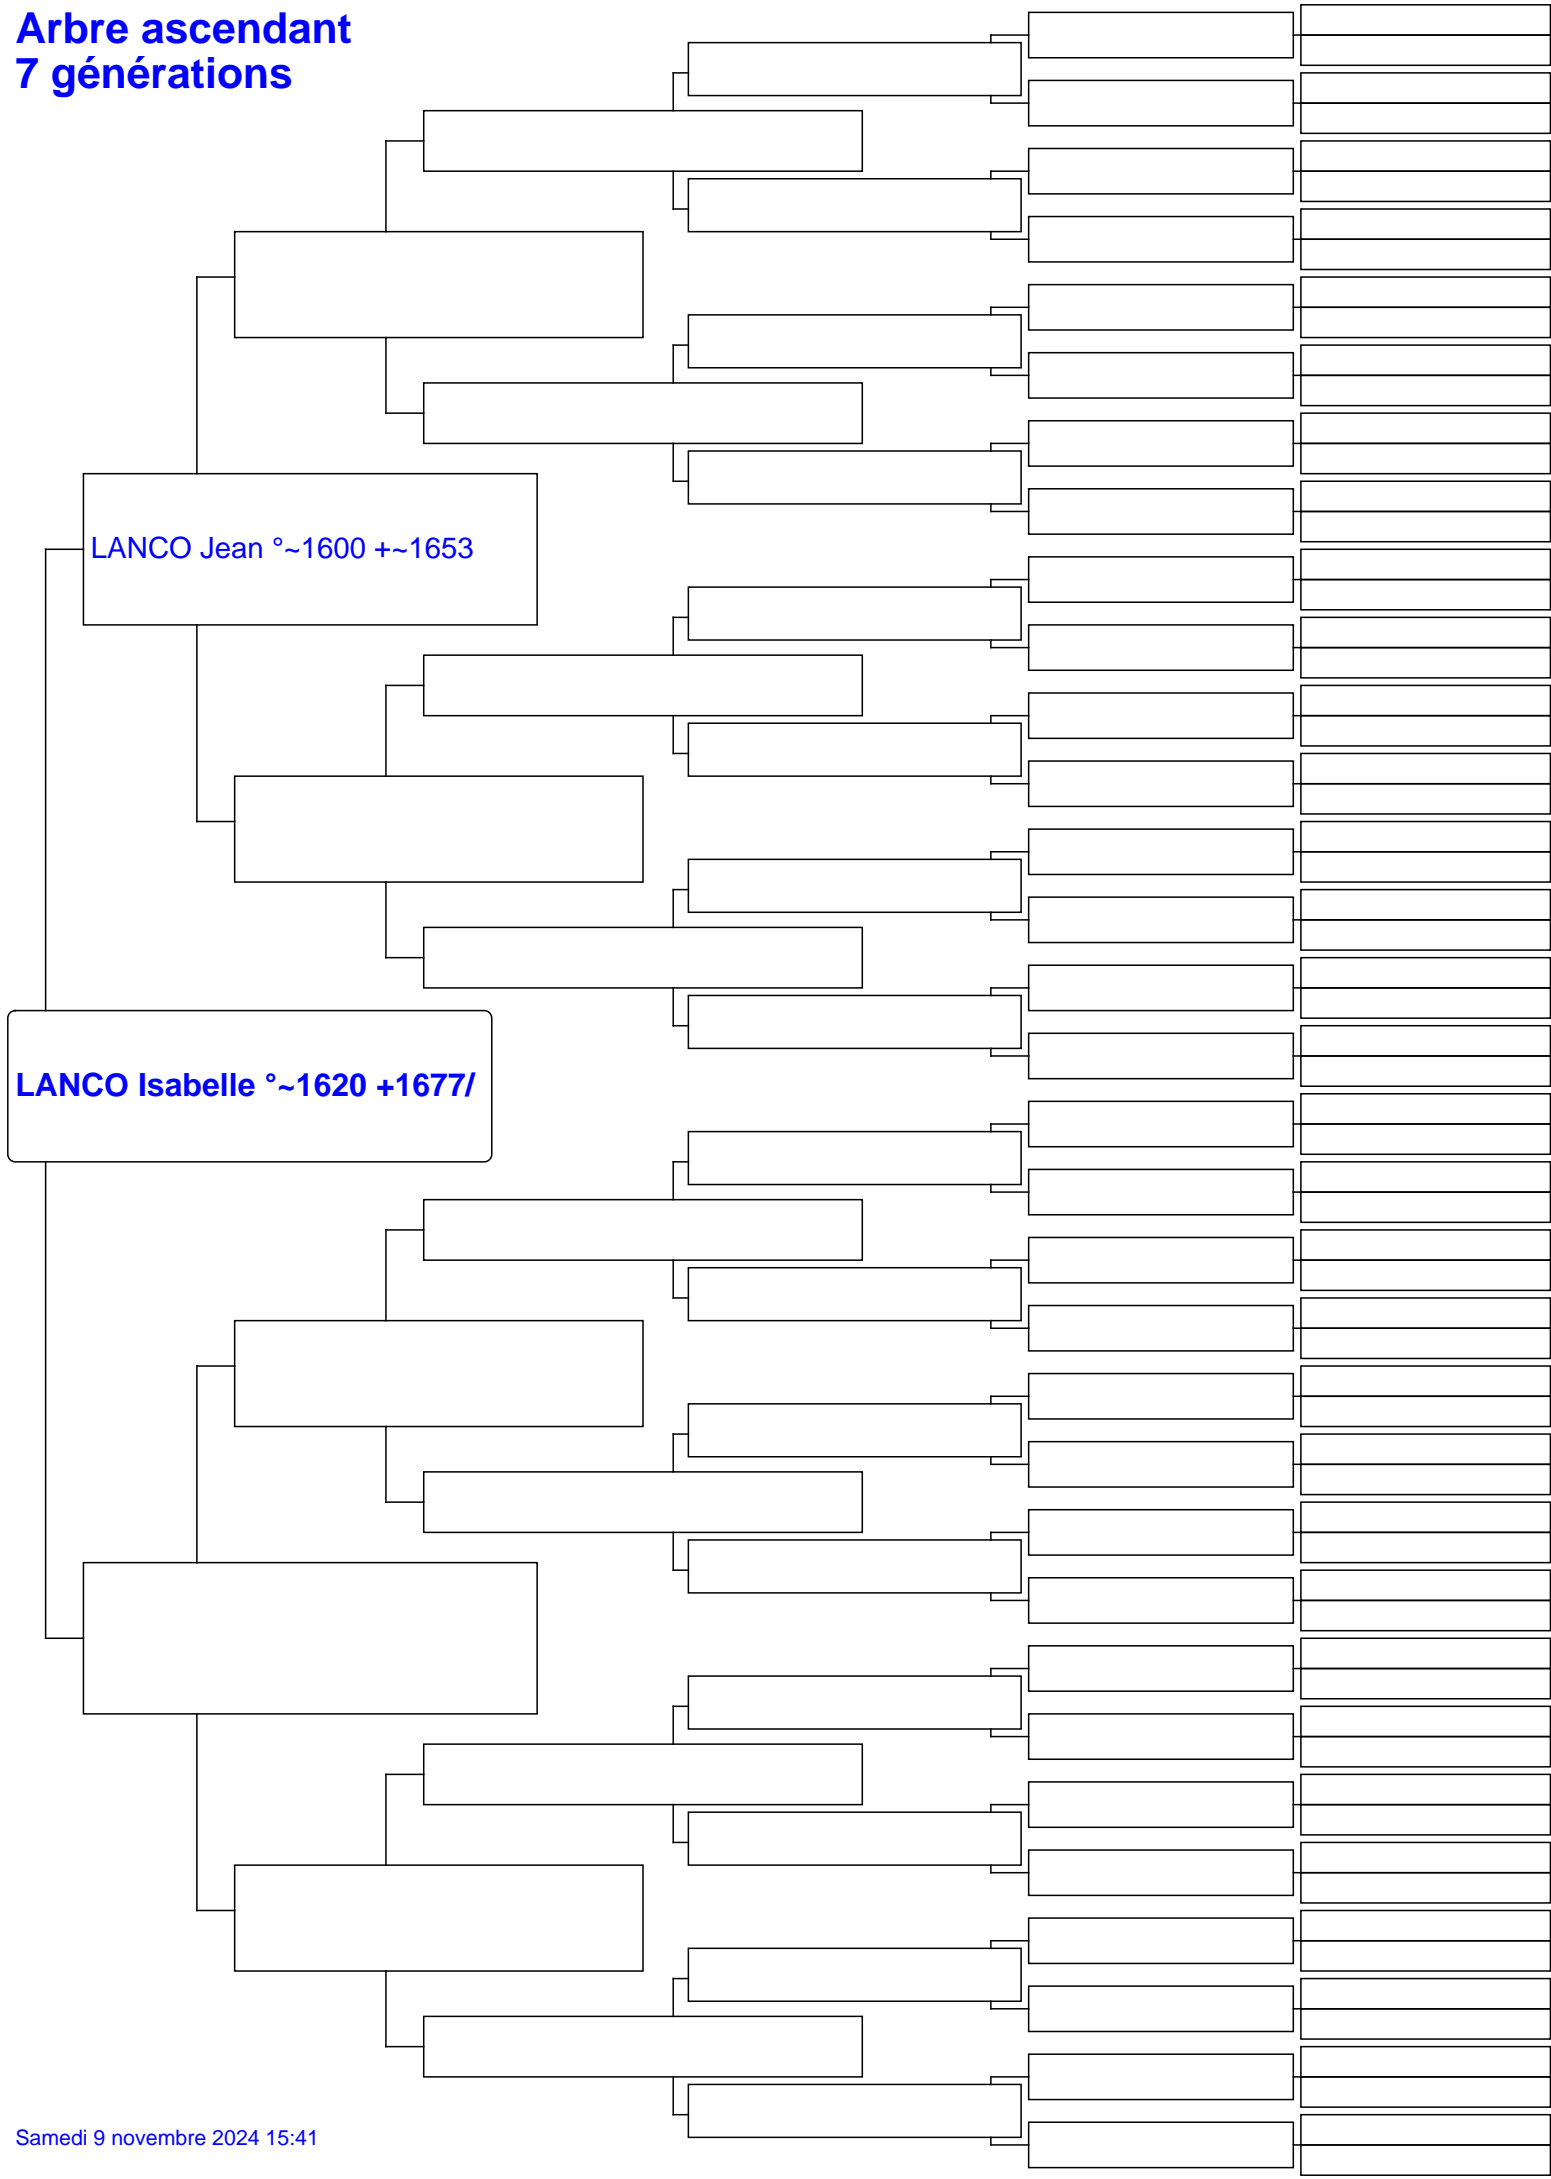 Arbre ascendant
7 générations
LANCO Jean °~1600 +~1653
LANCO Isabelle °~1620 +1677/
Samedi 9 novembre 2024 15:41